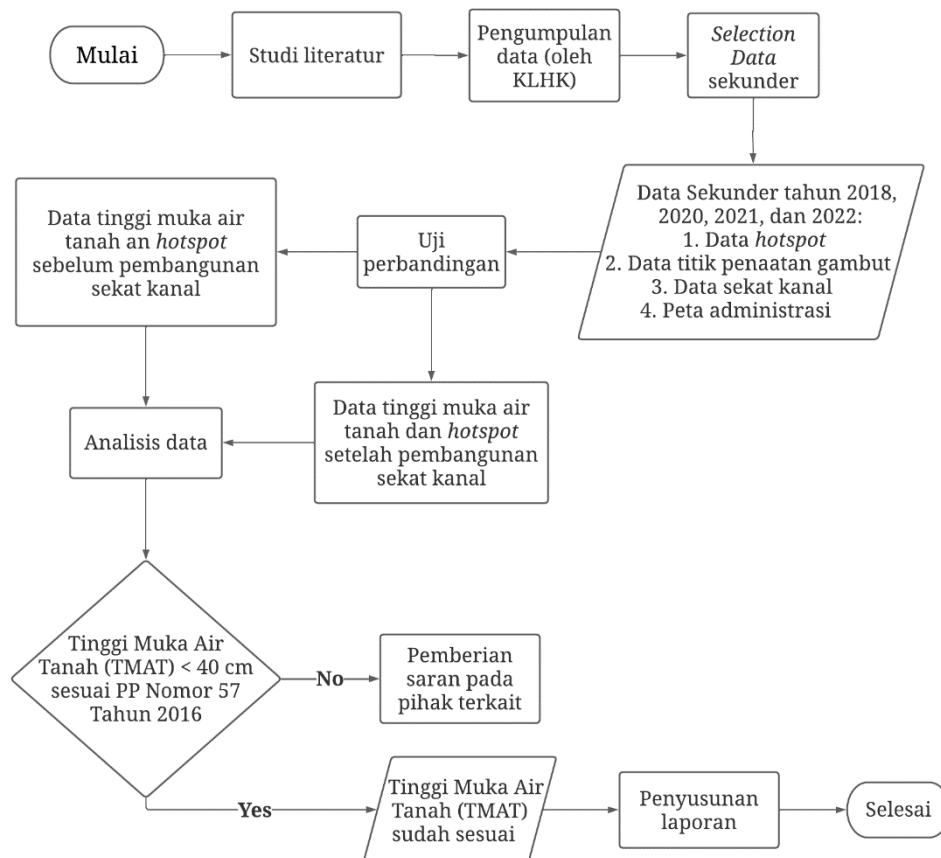 Mulai
Studi literatur
Pengumpulan
data (oleh
KLHK)
Selection
Data
sekunder
Data Sekunder tahun 2018,
2020, 2021, dan 2022:
1. Data hotspot
2. Data titik penaatan gambut
3. Data sekat kanal
4. Peta administrasi
Uji
perbandingan
Data tinggi muka air
tanah an hotspot
sebelum pembangunan
sekat kanal
Data tinggi muka air
tanah dan hotspot
setelah pembangunan
sekat kanal
Analisis data
Tinggi Muka Air
Tanah (TMAT) < 40 cm
sesuai PP Nomor 57
Tahun 2016
No
Pemberian
saran pada
pihak terkait
Yes
Tinggi Muka Air
Tanah (TMAT)
sudah sesuai
Penyusunan
laporan
Selesai